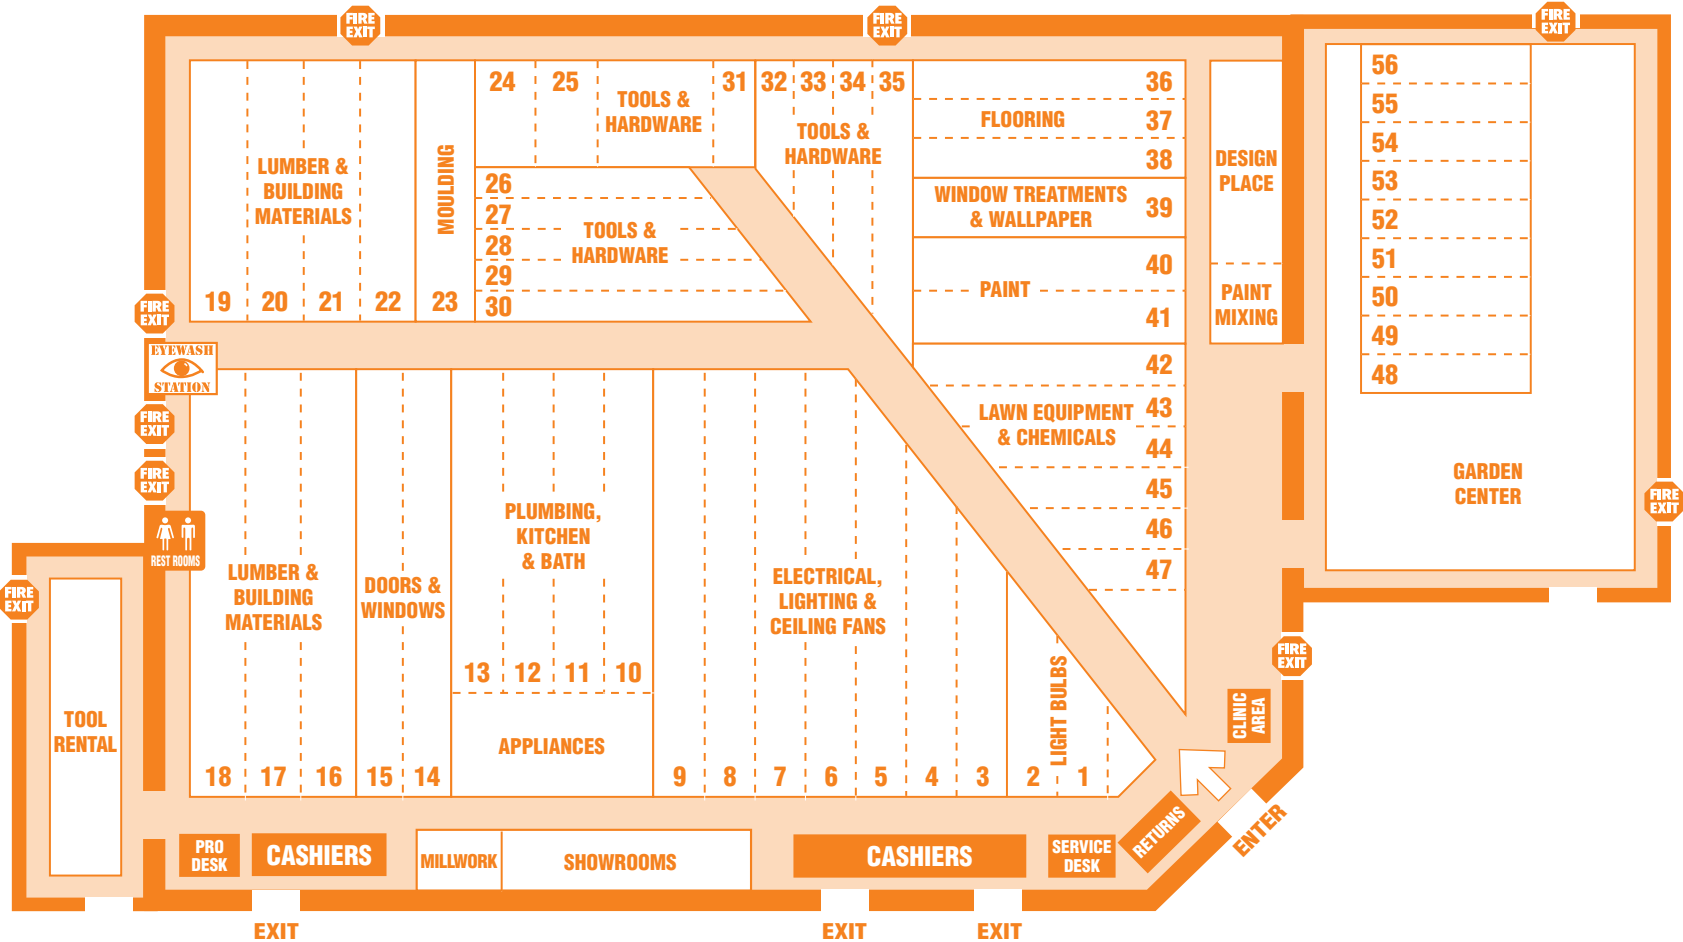 FIRE
EXIT
FIRE
EXIT
FIRE
EXIT
24
25
31
32
33
34
35
36
56
TOOLS &
HARDWARE
55
FLOORING
37
TOOLS &
HARDWARE
54
38
DESIGN
PLACE
LUMBER &
BUILDING
MATERIALS
MOULDING
26
53
27
WINDOW TREATMENTS
& WALLPAPER
39
52
TOOLS &
HARDWARE
28
51
40
29
PAINT
PAINT
MIXING
50
19
20
21
22
23
30
41
FIRE
EXIT
49
EYEWASH
STATION
42
48
FIRE
EXIT
LAWN EQUIPMENT
& CHEMICALS
43
44
FIRE
EXIT
45
GARDEN
CENTER
FIRE
EXIT
REST ROOMS
PLUMBING,
KITCHEN
& BATH
46
47
FIRE
EXIT
LUMBER &
BUILDING
MATERIALS
DOORS &
WINDOWS
ELECTRICAL,
LIGHTING &
CEILING FANS
FIRE
EXIT
13
12
11
10
LIGHT BULBS
CLINIC
AREA
TOOL
RENTAL
APPLIANCES
18
17
16
15
14
9
8
7
6
5
4
3
2
1
PRO
DESK
CASHIERS
MILLWORK
SHOWROOMS
CASHIERS
SERVICE
DESK
RETURNS
ENTER
EXIT
EXIT
EXIT